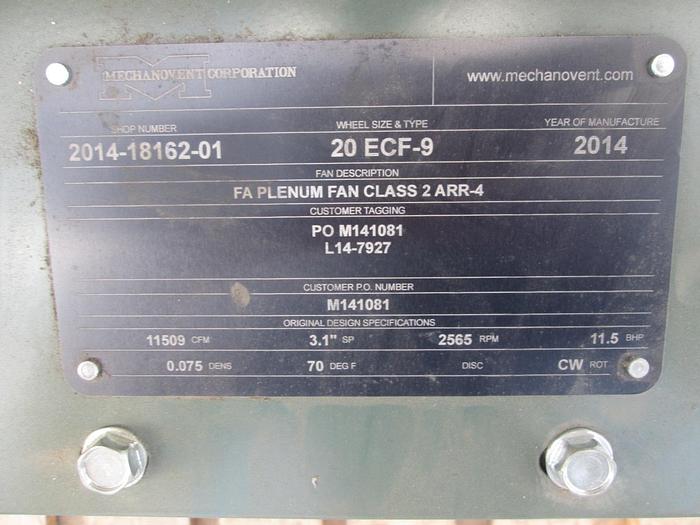 MECHANOVENT CORPORATION
www.mechanovent.com
SHOP NUMBER WHEEL SIZE & TYPE YEAR OF MANUFACTURE
2014-18162-01 20 ECF-9 2014
FAN DESCRIPTION
FA PLENUM FAN CLASS 2 ARR-4
CUSTOMER TAGGING
PO M141081
L14-7927
CUSTOMER P.O. NUMBER
M141081
ORIGINAL DESIGN SPECIFICATIONS
11509 CFM 3.1" SP 2565 RPM 11.5 BHP
0.075 DENS 70 DEG F DISC CW ROT